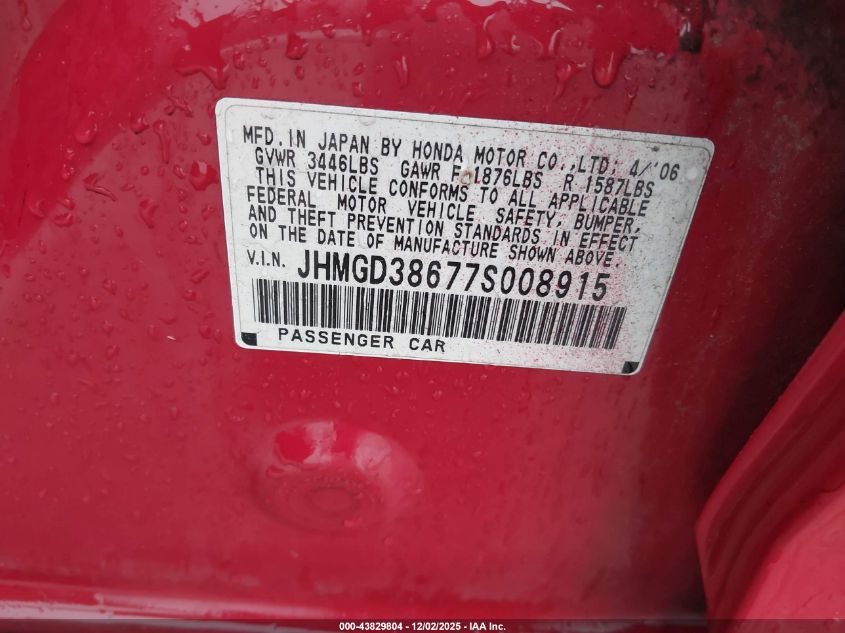 MFD. IN JAPAN BY HONDA MOTOR CO.,LTD; 4/'06
GVWR 3446LBS GAWR F 1876LBS R 1587LBS
THIS VEHICLE CONFORMS TO ALL APPLICABLE
FEDERAL MOTOR VEHICLE SAFETY, BUMPER,
AND THEFT PREVENTION STANDARDS IN EFFECT
ON THE DATE OF MANUFACTURE SHOWN ABOVE.
V.I.N. JHMGD38677S008915
PASSENGER CAR
000-43829804 - 12/02/2025 - IAA Inc.